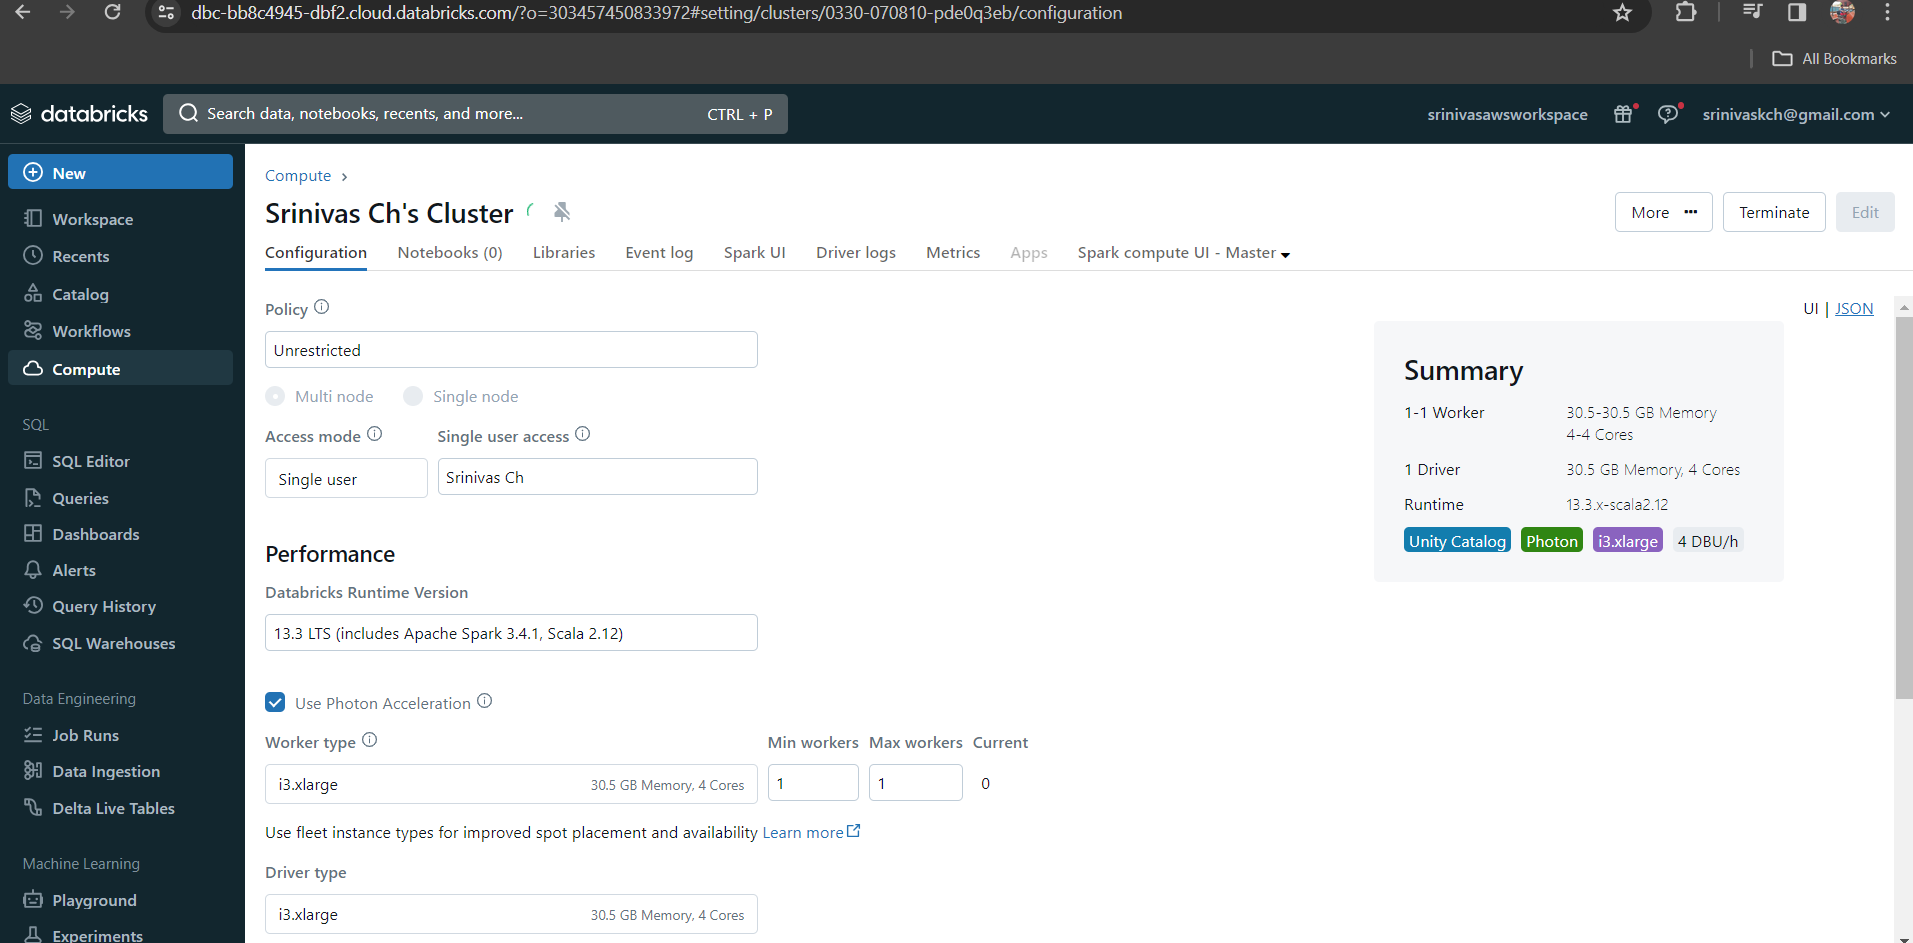 dbc-bb8c4945-dbf2.cloud.databricks.com/?o=303457450833972#setting/clusters/0330-070810-pde0q3eb/configuration
All Bookmarks
databricks
Search data, notebooks, recents, and more...
CTRL + P
srinivasawsworkspace
srinivaskch@gmail.com
New
Workspace
Recents
Catalog
Workflows
Compute
SQL
SQL Editor
Queries
Dashboards
Alerts
Query History
SQL Warehouses
Data Engineering
Job Runs
Data Ingestion
Delta Live Tables
Machine Learning
Playground
Experiments
Compute >
Srinivas Ch's Cluster
More ···
Terminate
Edit
Configuration
Notebooks (0)
Libraries
Event log
Spark UI
Driver logs
Metrics
Apps
Spark compute UI - Master
UI | JSON
Policy
Unrestricted
Multi node
Single node
Access mode
Single user access
Single user
Srinivas Ch
Performance
Databricks Runtime Version
13.3 LTS (includes Apache Spark 3.4.1, Scala 2.12)
Use Photon Acceleration
Worker type
Min workers
Max workers
Current
i3.xlarge
30.5 GB Memory, 4 Cores
1
1
0
Use fleet instance types for improved spot placement and availability Learn more
Driver type
i3.xlarge
30.5 GB Memory, 4 Cores
Summary
1-1 Worker
30.5-30.5 GB Memory
4-4 Cores
1 Driver
30.5 GB Memory, 4 Cores
Runtime
13.3.x-scala2.12
Unity Catalog
Photon
i3.xlarge
4 DBU/h